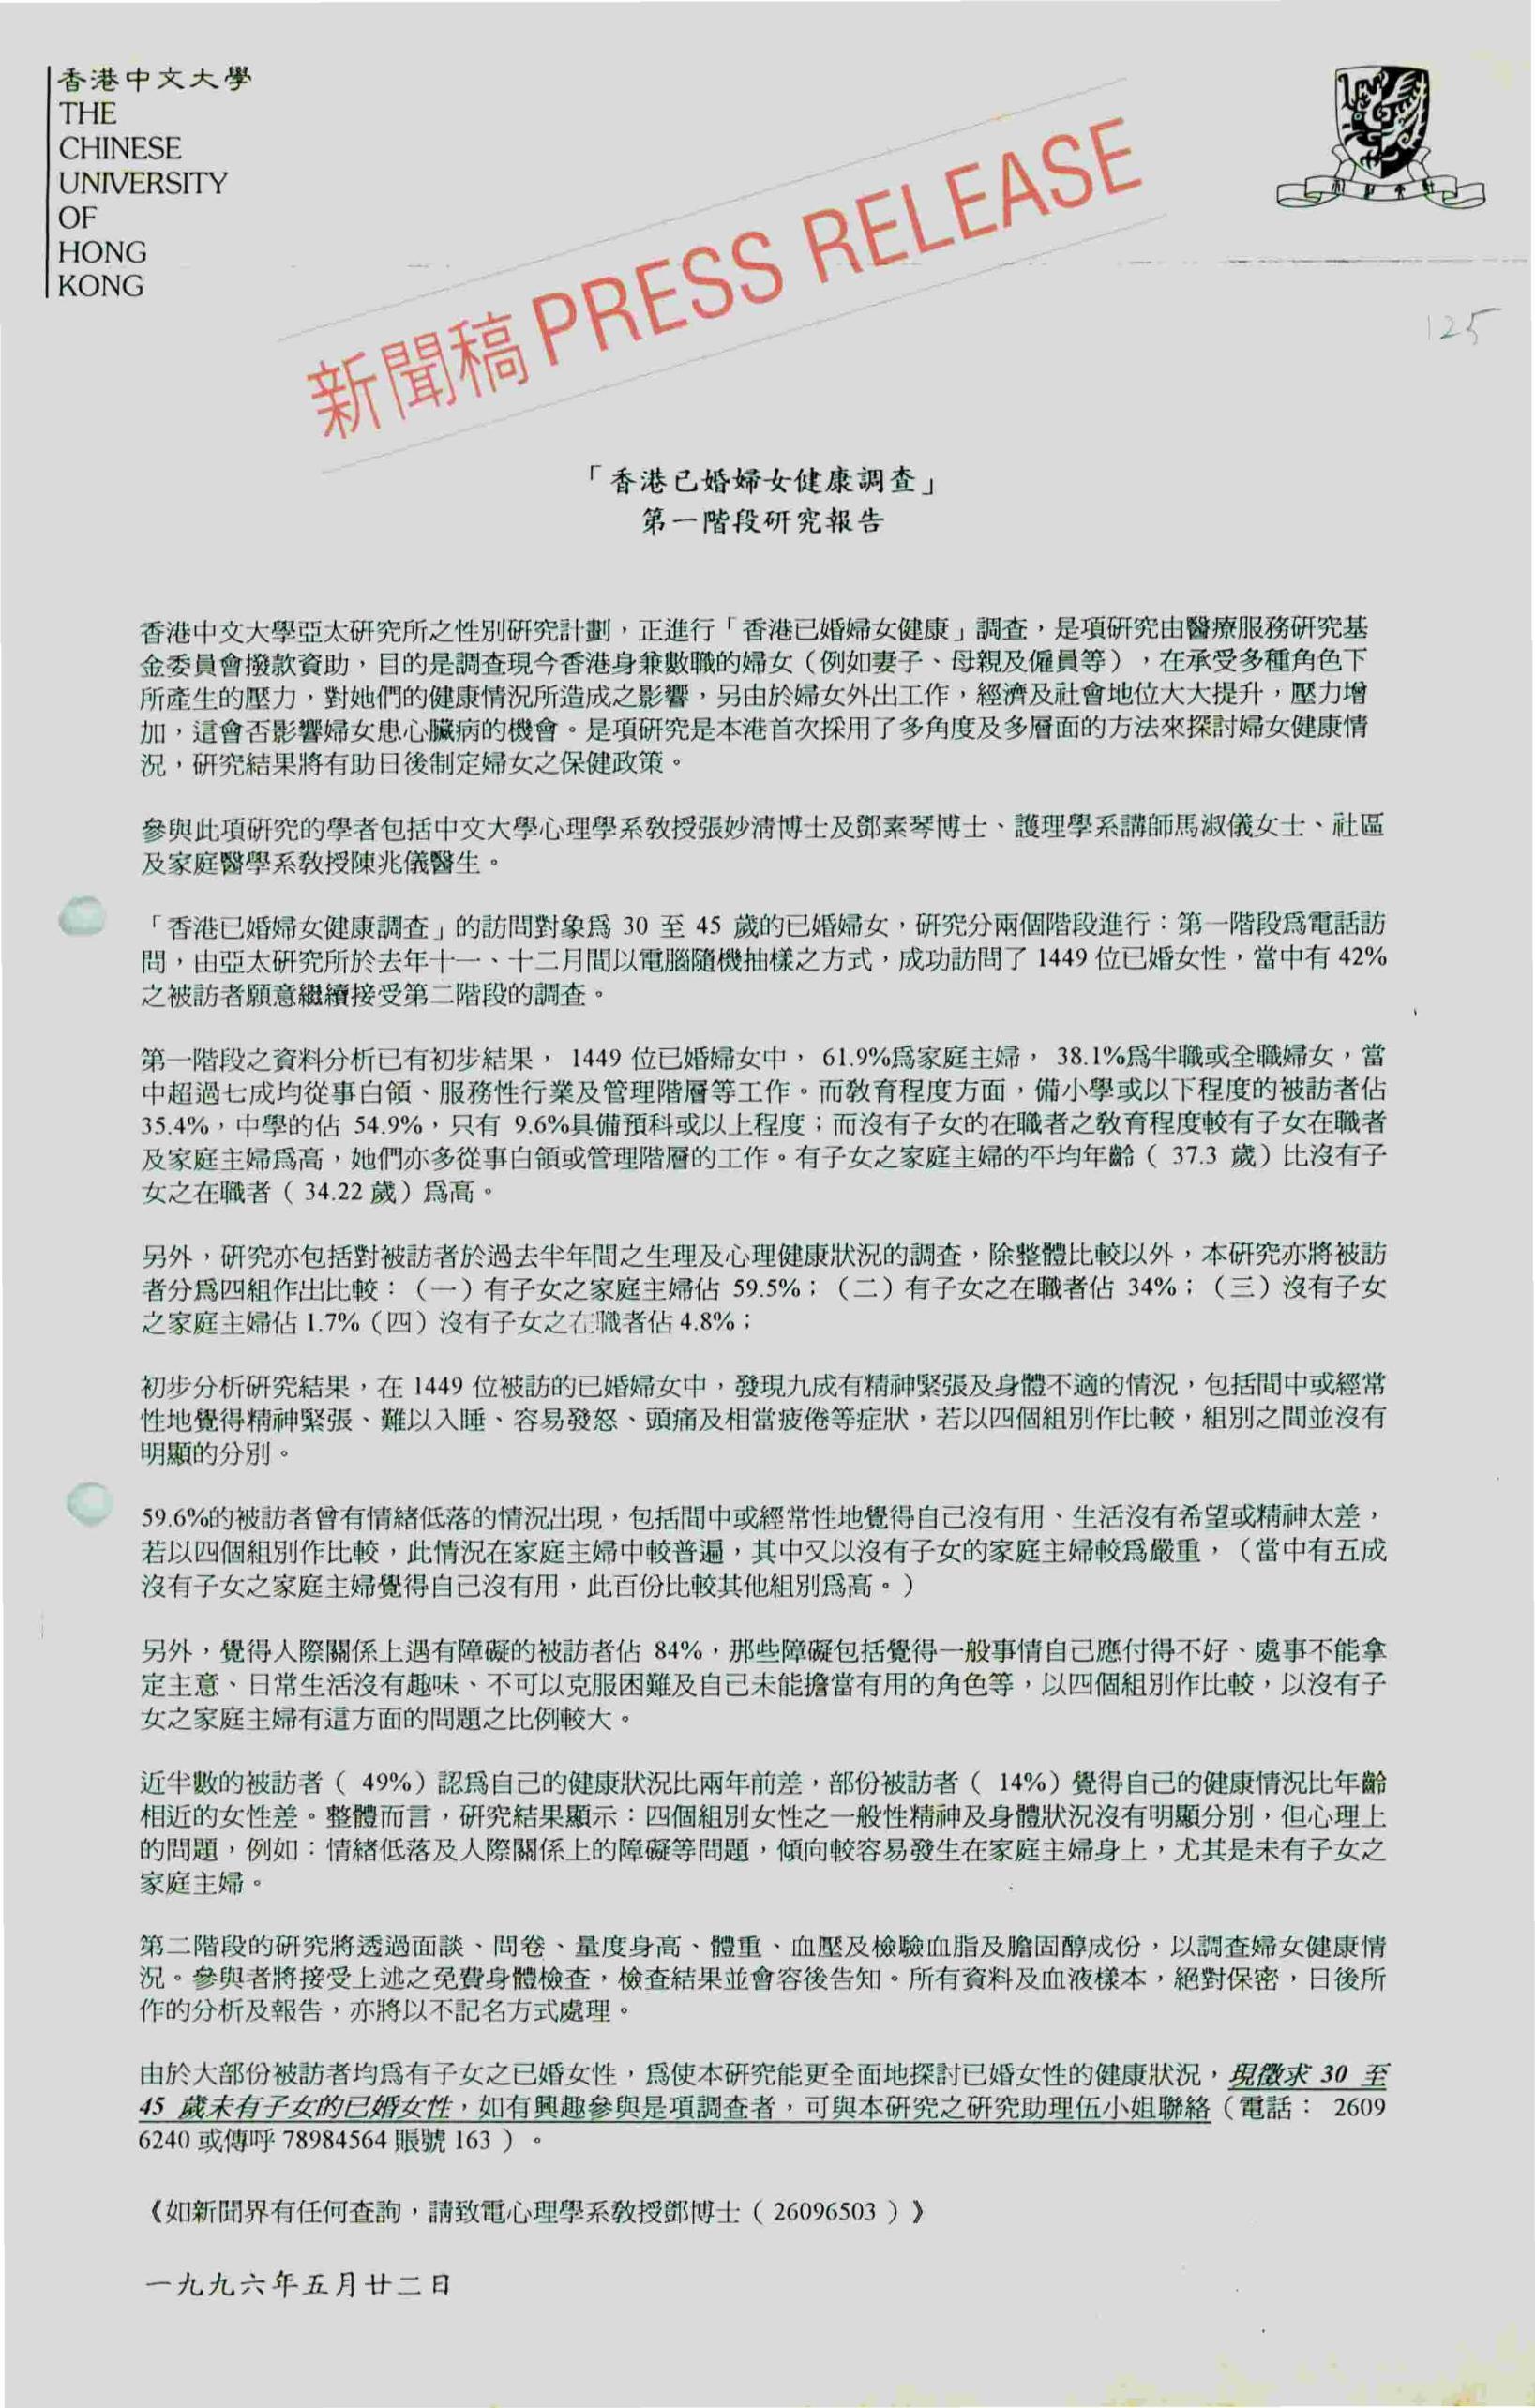 香港中文大學
THE
CHINESE
UNIVERSITY
OF
HONG
KONG
新聞稿 PRESS RELEASE
125
「香港已婚婦女健康調查」
第一階段研究報告
香港中文大學亞太研究所之性別研究計劃，正進行「香港已婚婦女健康」調查，是項研究由醫療服務研究基
金委員會撥款資助，目的是調查現今香港身兼數職的婦女（例如妻子、母親及僱員等），在承受多種角色下
所產生的壓力，對她們的健康情況所造成之影響，另由於婦女外出工作，經濟及社會地位大大提升，壓力增
加，這會否影響婦女患心臟病的機會。是項研究是本港首次採用了多角度及多層面的方法來探討婦女健康情
況，研究結果將有助日後制定婦女之保健政策。
參與此項研究的學者包括中文大學心理學系教授張妙清博士及鄧素琴博士、護理學系講師馬淑儀女士、社區
及家庭醫學系教授陳兆儀醫生。
「香港已婚婦女健康調查」的訪問對象爲 30 至 45 歲的已婚婦女，研究分兩個階段進行：第一階段爲電話訪
問，由亞太研究所於去年十一、十二月間以電腦隨機抽樣之方式，成功訪問了 1449 位已婚女性，當中有 42%
之被訪者願意繼續接受第二階段的調查。
第一階段之資料分析已有初步結果， 1449 位已婚婦女中， 61.9%爲家庭主婦， 38.1%爲半職或全職婦女，當
中超過七成均從事白領、服務性行業及管理階層等工作。而教育程度方面，備小學或以下程度的被訪者佔
35.4%，中學的佔 54.9%，只有 9.6%具備預科或以上程度；而沒有子女的在職者之教育程度較有子女在職者
及家庭主婦爲高，她們亦多從事白領或管理階層的工作。有子女之家庭主婦的平均年齡（ 37.3 歲）比沒有子
女之在職者（ 34.22 歲）爲高。
另外，研究亦包括對被訪者於過去半年間之生理及心理健康狀況的調查，除整體比較以外，本研究亦將被訪
者分爲四組作出比較：（一）有子女之家庭主婦佔 59.5%；（二）有子女之在職者佔 34%；（三）沒有子女
之家庭主婦佔 1.7%（四）沒有子女之在職者佔 4.8%；
初步分析研究結果，在 1449 位被訪的已婚婦女中，發現九成有精神緊張及身體不適的情況，包括間中或經常
性地覺得精神緊張、難以入睡、容易發怒、頭痛及相當疲倦等症狀，若以四個組別作比較，組別之間並沒有
明顯的分別。
59.6%的被訪者曾有情緒低落的情況出現，包括間中或經常性地覺得自己沒有用、生活沒有希望或精神太差，
若以四個組別作比較，此情況在家庭主婦中較普遍，其中又以沒有子女的家庭主婦較爲嚴重，（當中有五成
沒有子女之家庭主婦覺得自己沒有用，此百份比較其他組別爲高。）
另外，覺得人際關係上遇有障礙的被訪者佔 84%，那些障礙包括覺得一般事情自己應付得不好、處事不能拿
定主意、日常生活沒有趣味、不可以克服困難及自己未能擔當有用的角色等，以四個組別作比較，以沒有子
女之家庭主婦有這方面的問題之比例較大。
近半數的被訪者（ 49%）認爲自己的健康狀況比兩年前差，部份被訪者（ 14%）覺得自己的健康情況比年齡
相近的女性差。整體而言，研究結果顯示：四個組別女性之一般性精神及身體狀況沒有明顯分別，但心理上
的問題，例如：情緒低落及人際關係上的障礙等問題，傾向較容易發生在家庭主婦身上，尤其是未有子女之
家庭主婦。
第二階段的研究將透過面談、問卷、量度身高、體重、血壓及檢驗血脂及膽固醇成份，以調查婦女健康情
況。參與者將接受上述之免費身體檢查，檢查結果並會容後告知。所有資料及血液樣本，絕對保密，日後所
作的分析及報告，亦將以不記名方式處理。
由於大部份被訪者均爲有子女之已婚女性，爲使本研究能更全面地探討已婚女性的健康狀況，現徵求 30 至
45 歲未有子女的已婚女性，如有興趣參與是項調查者，可與本研究之研究助理伍小姐聯絡（電話： 2609
6240 或傳呼 78984564 賬號 163 ）。
《如新聞界有任何查詢，請致電心理學系教授鄧博士（ 26096503 ）》
一九九六年五月廿二日